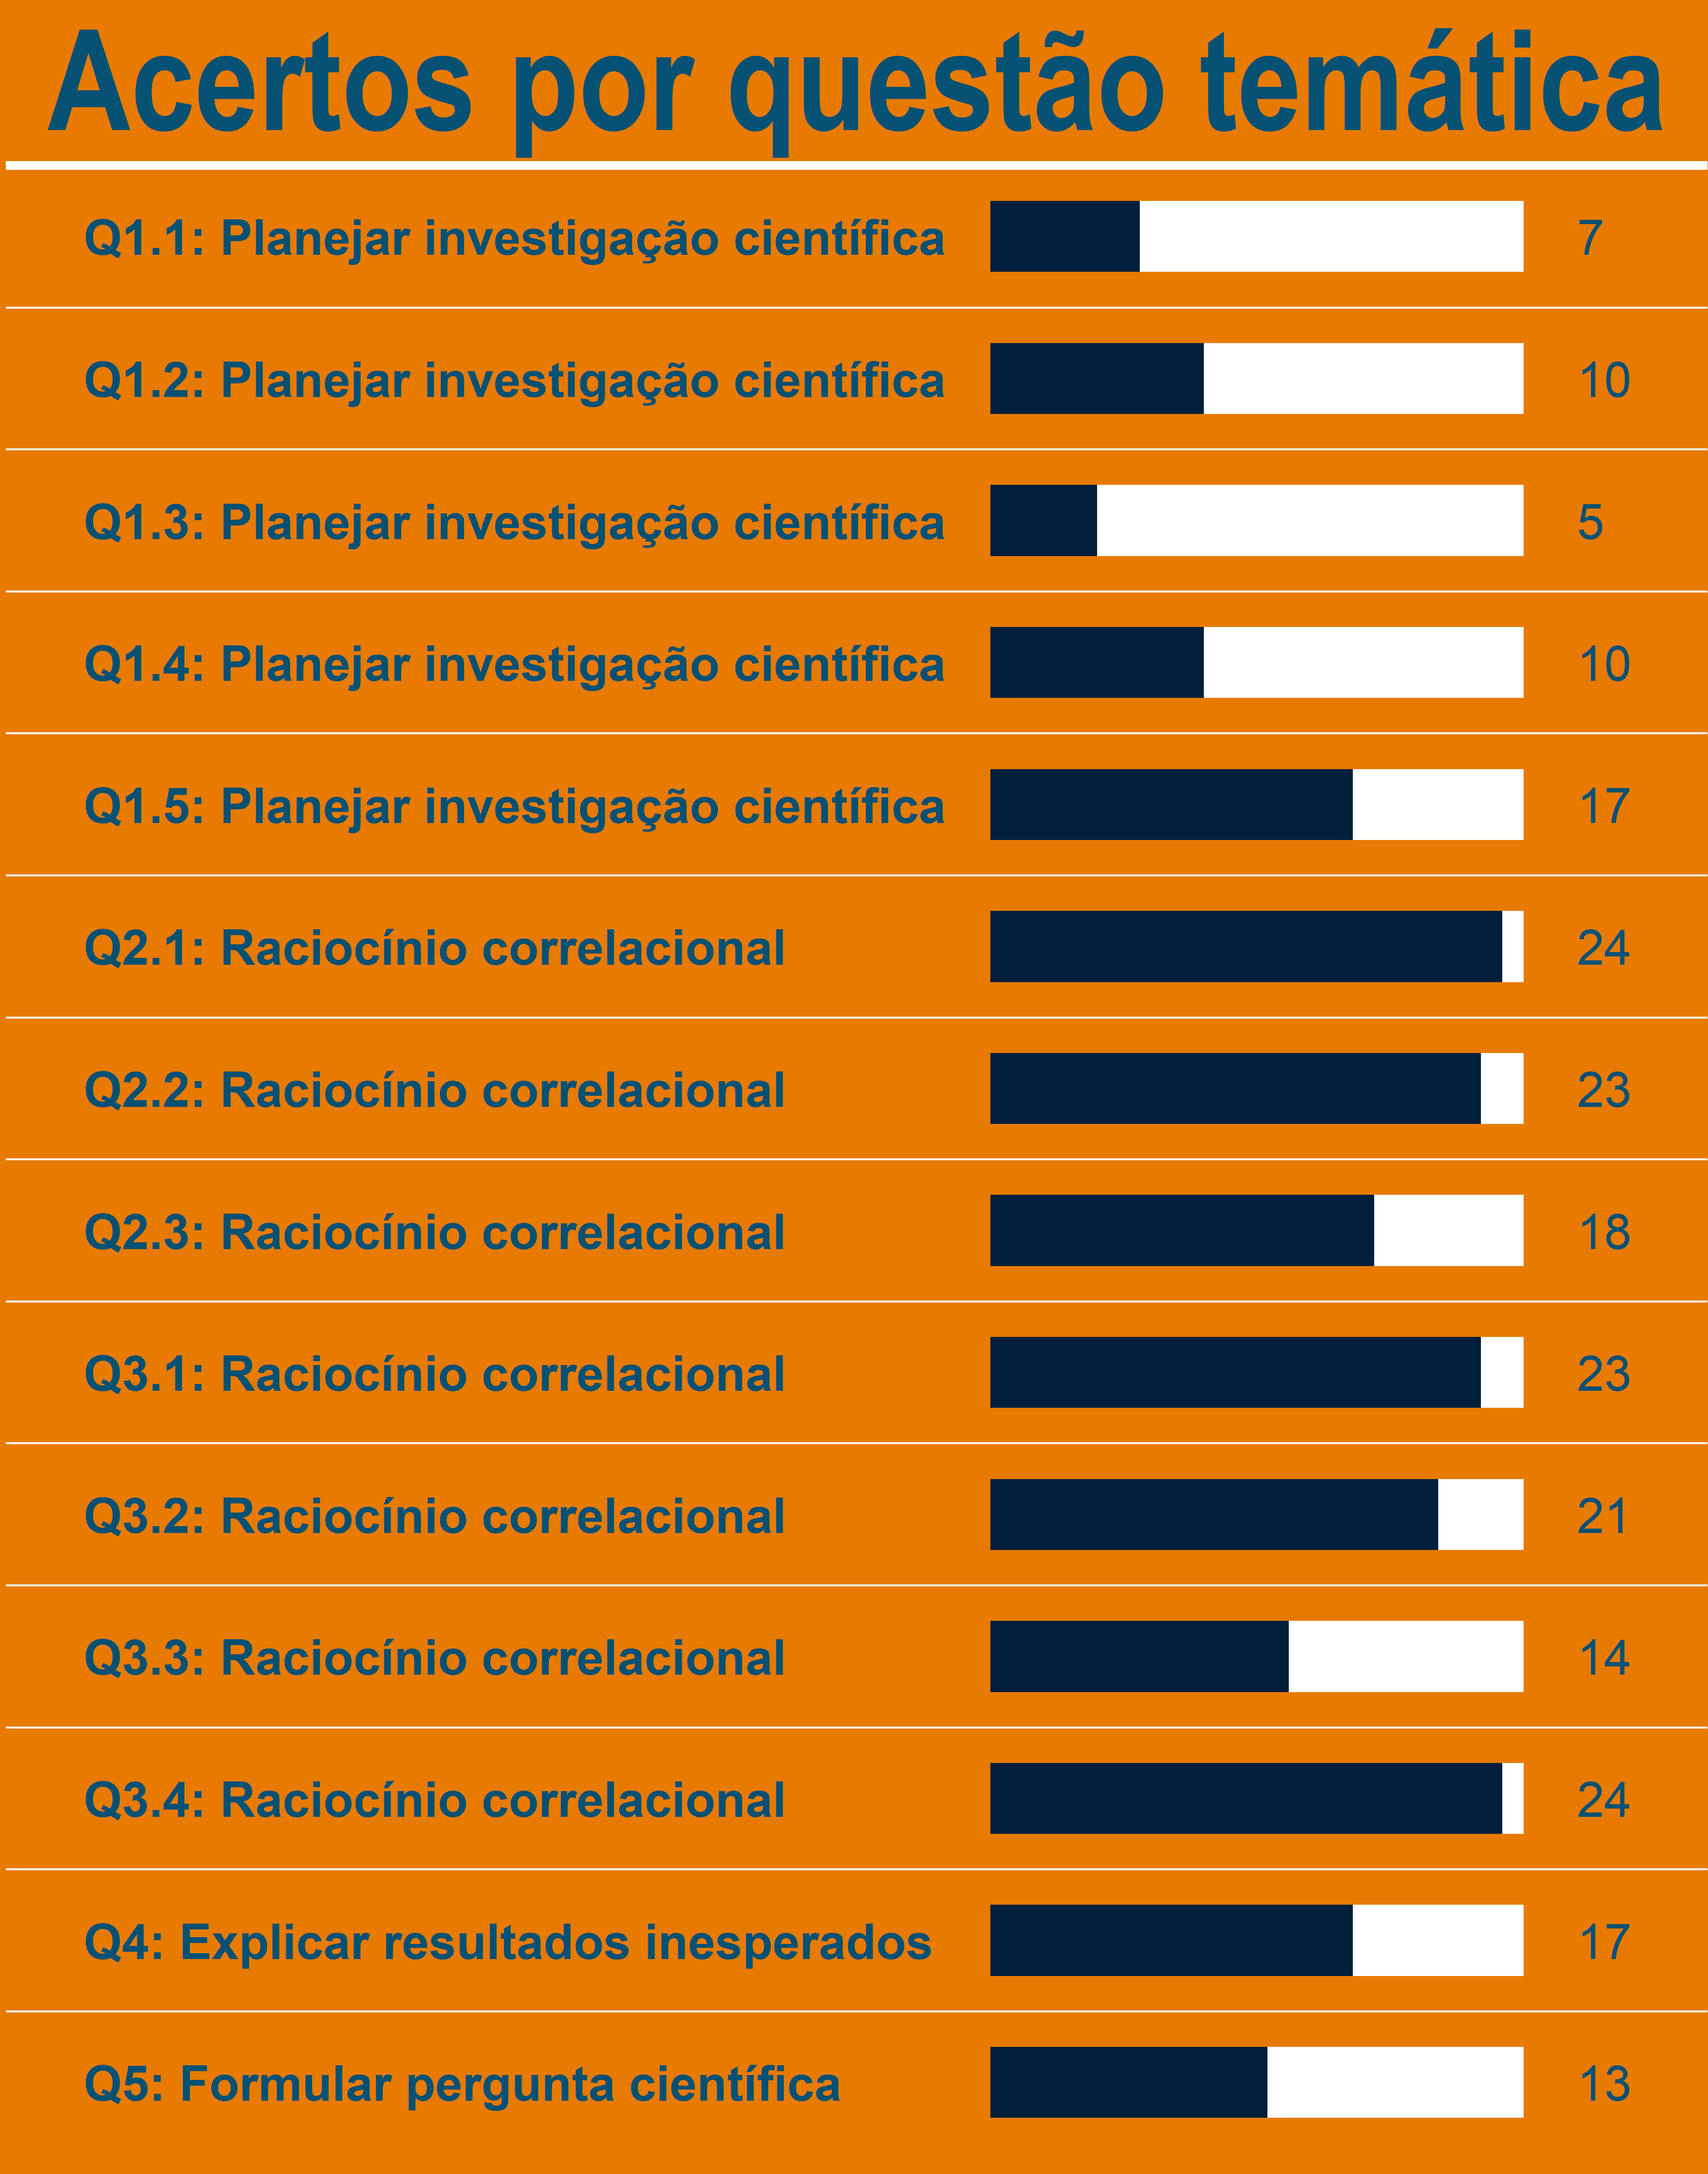 Acertos por questão temática
Q1.1: Planejar investigação científica 7
Q1.2: Planejar investigação científica 10
Q1.3: Planejar investigação científica 5
Q1.4: Planejar investigação científica 10
Q1.5: Planejar investigação científica 17
Q2.1: Raciocínio correlacional 24
Q2.2: Raciocínio correlacional 23
Q2.3: Raciocínio correlacional 18
Q3.1: Raciocínio correlacional 23
Q3.2: Raciocínio correlacional 21
Q3.3: Raciocínio correlacional 14
Q3.4: Raciocínio correlacional 24
Q4: Explicar resultados inesperados 17
Q5: Formular pergunta científica 13